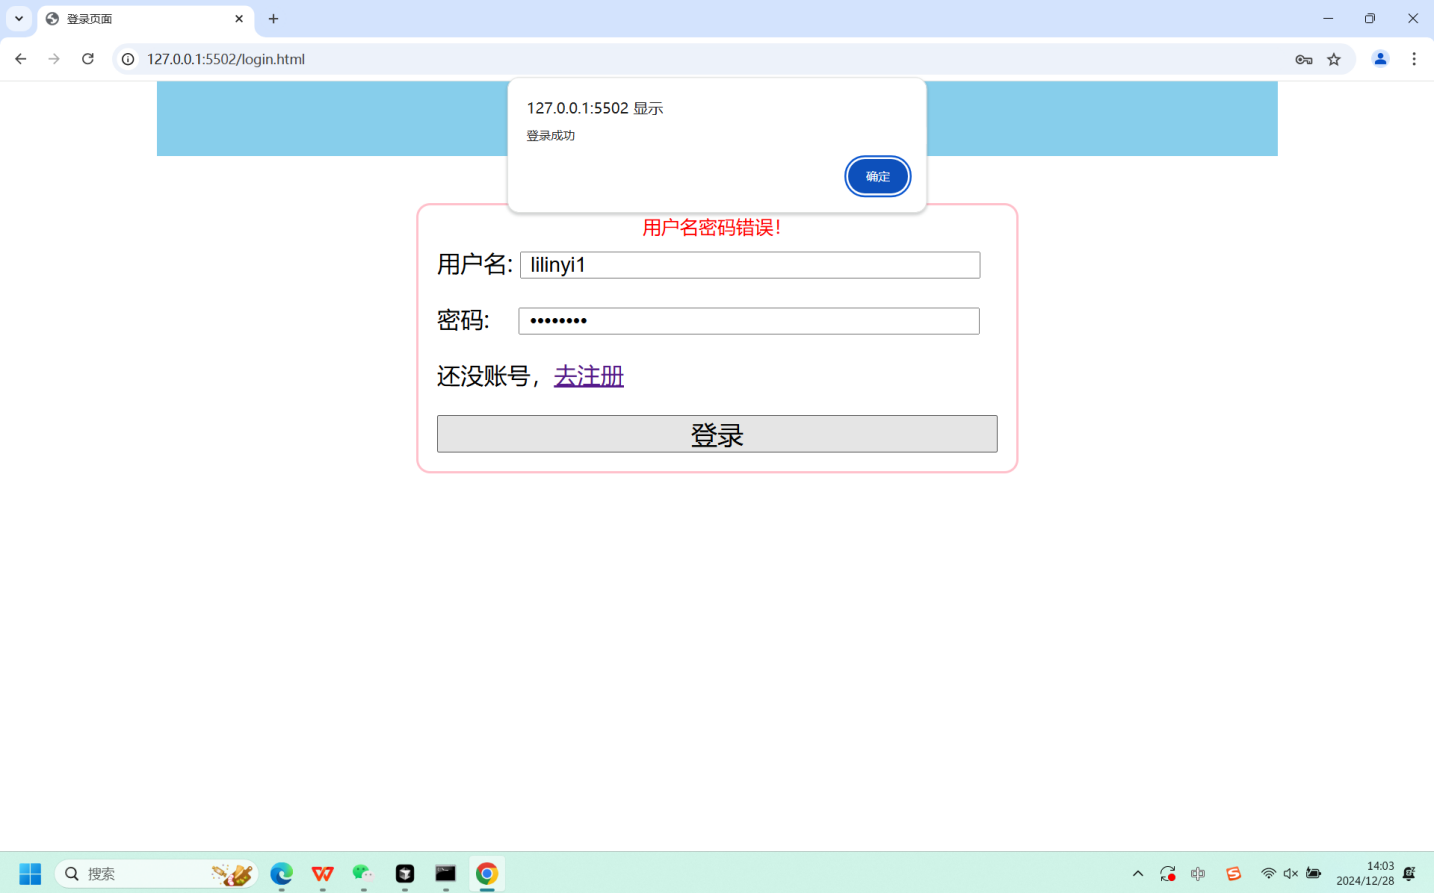 登录页面
127.0.0.1:5502/login.html
127.0.0.1:5502 显示
登录成功
确定
用户名密码错误!
用户名: lilinyi1
密码: ••••••••
还没账号，去注册
登录
搜索
中
14:03
2024/12/28